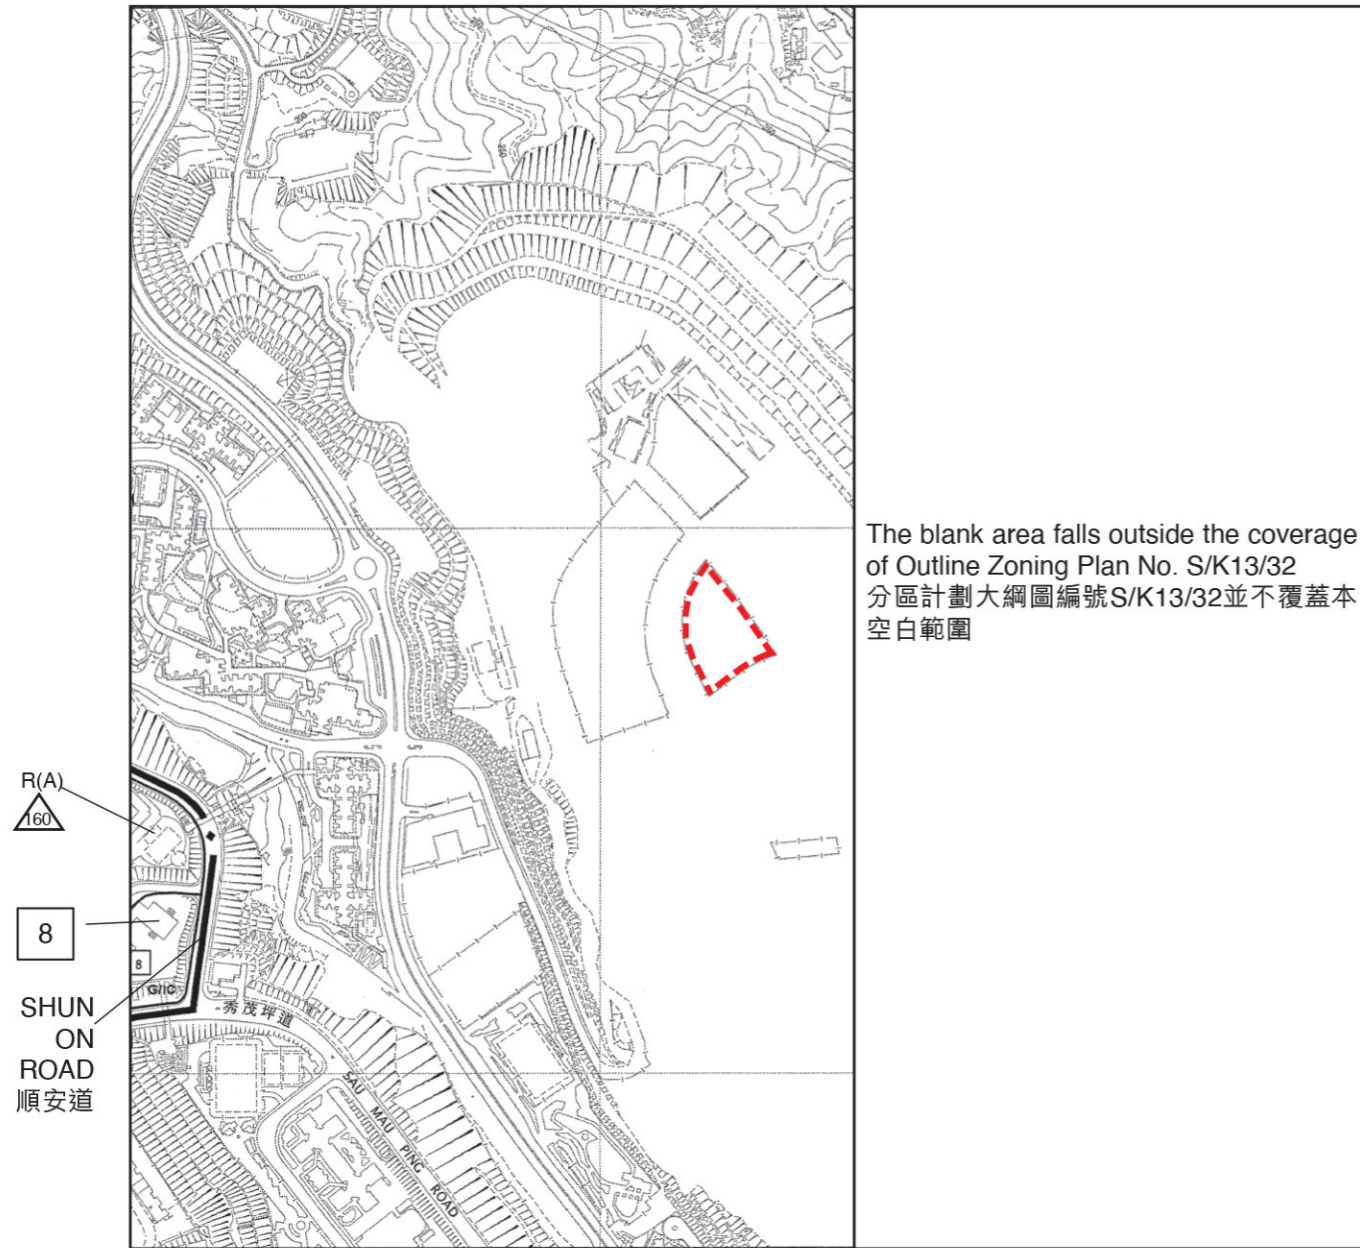 The blank area falls outside the coverage
of Outline Zoning Plan No. S/K13/32
分區計劃大綱圖編號S/K13/32並不覆蓋本
空白範圍
R(A)
160
8
8
G/IC
SHUN
ON
ROAD
順安道
秀茂坪道
SAU MAU PING ROAD
200
250